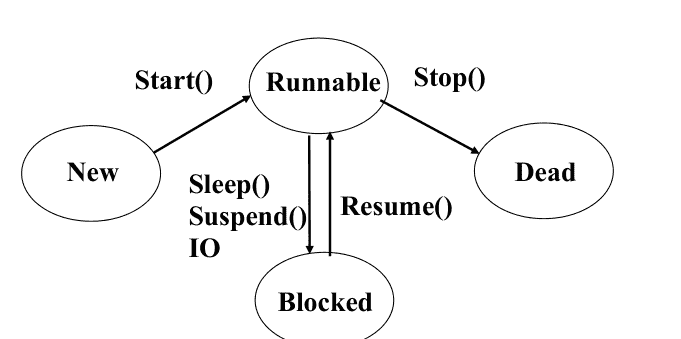 Start()
Runnable
Stop()
New
Dead
Sleep()
Suspend()
IO
Resume()
Blocked